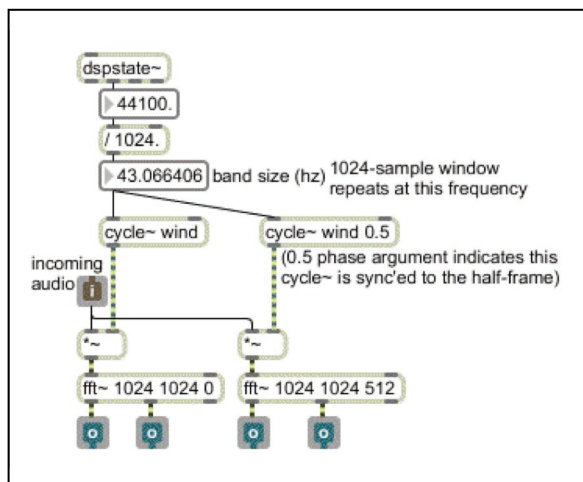 dspstate~
44100.
/ 1024.
43.066406 band size (hz) 1024-sample window
repeats at this frequency
cycle~ wind cycle~ wind 0.5
(0.5 phase argument indicates this
cycle~ is sync'ed to the half-frame)
incoming
audio
*~ *~
fft~ 1024 1024 0 fft~ 1024 1024 512